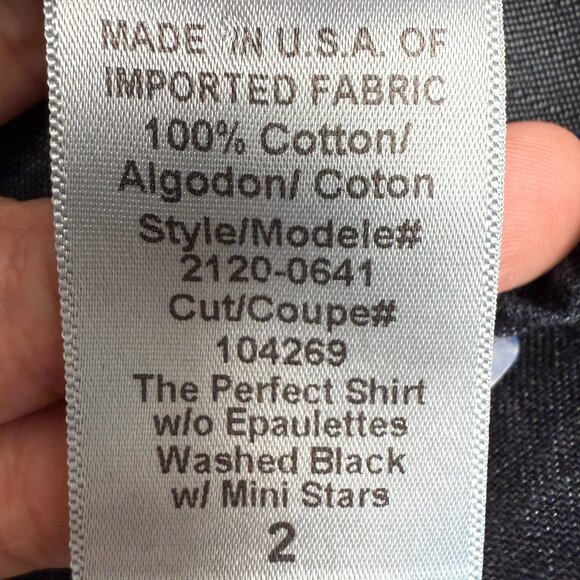 MADE IN U.S.A. OF
IMPORTED FABRIC
100% Cotton/
Algodon/ Coton
Style/Modele#
2120-0641
Cut/Coupe#
104269
The Perfect Shirt
w/o Epaulettes
Washed Black
w/ Mini Stars
2